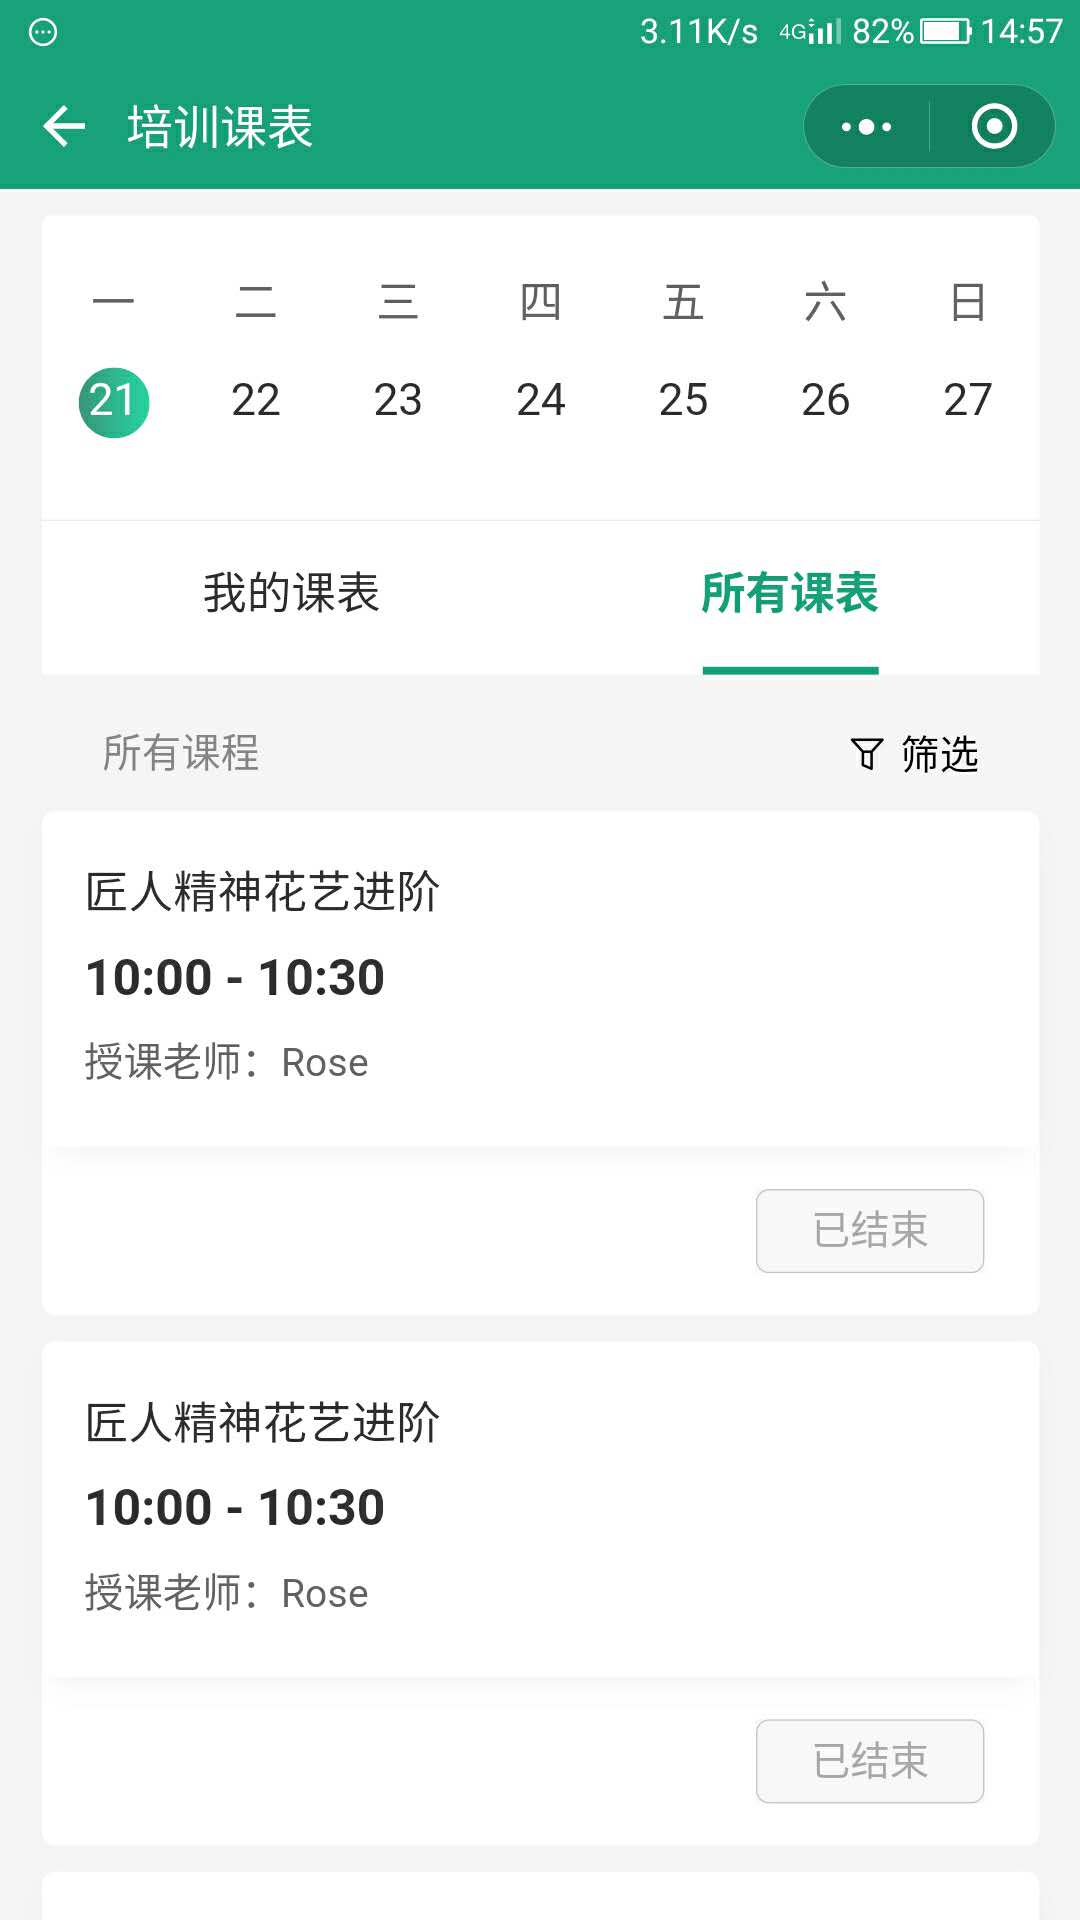 3.11K/s 4G 82% 14:57
培训课表
一 二 三 四 五 六 日
21 22 23 24 25 26 27
我的课表 所有课表
所有课程 筛选
匠人精神花艺进阶
10:00 - 10:30
授课老师：Rose
已结束
匠人精神花艺进阶
10:00 - 10:30
授课老师：Rose
已结束